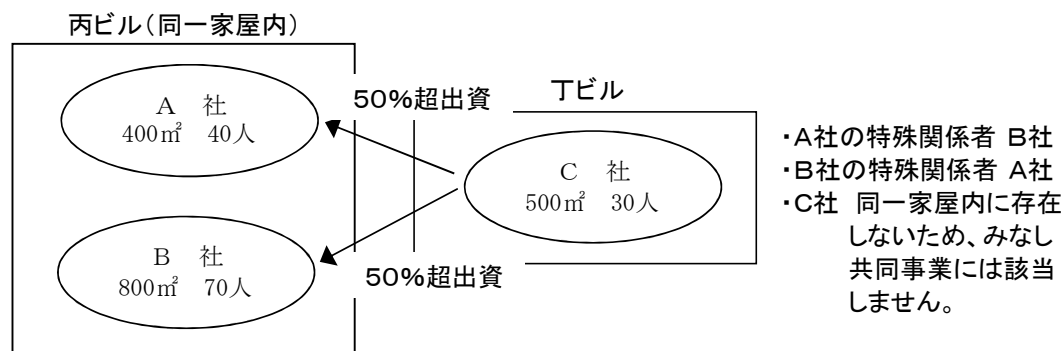 丙ビル（同一家屋内）
A　社
400㎡　40人
B　社
800㎡　70人
50％超出資
50％超出資
丁ビル
C　社
500㎡　30人
・A社の特殊関係者 B社
・B社の特殊関係者 A社
・C社 同一家屋内に存在
しないため、みなし
共同事業には該当
しません。